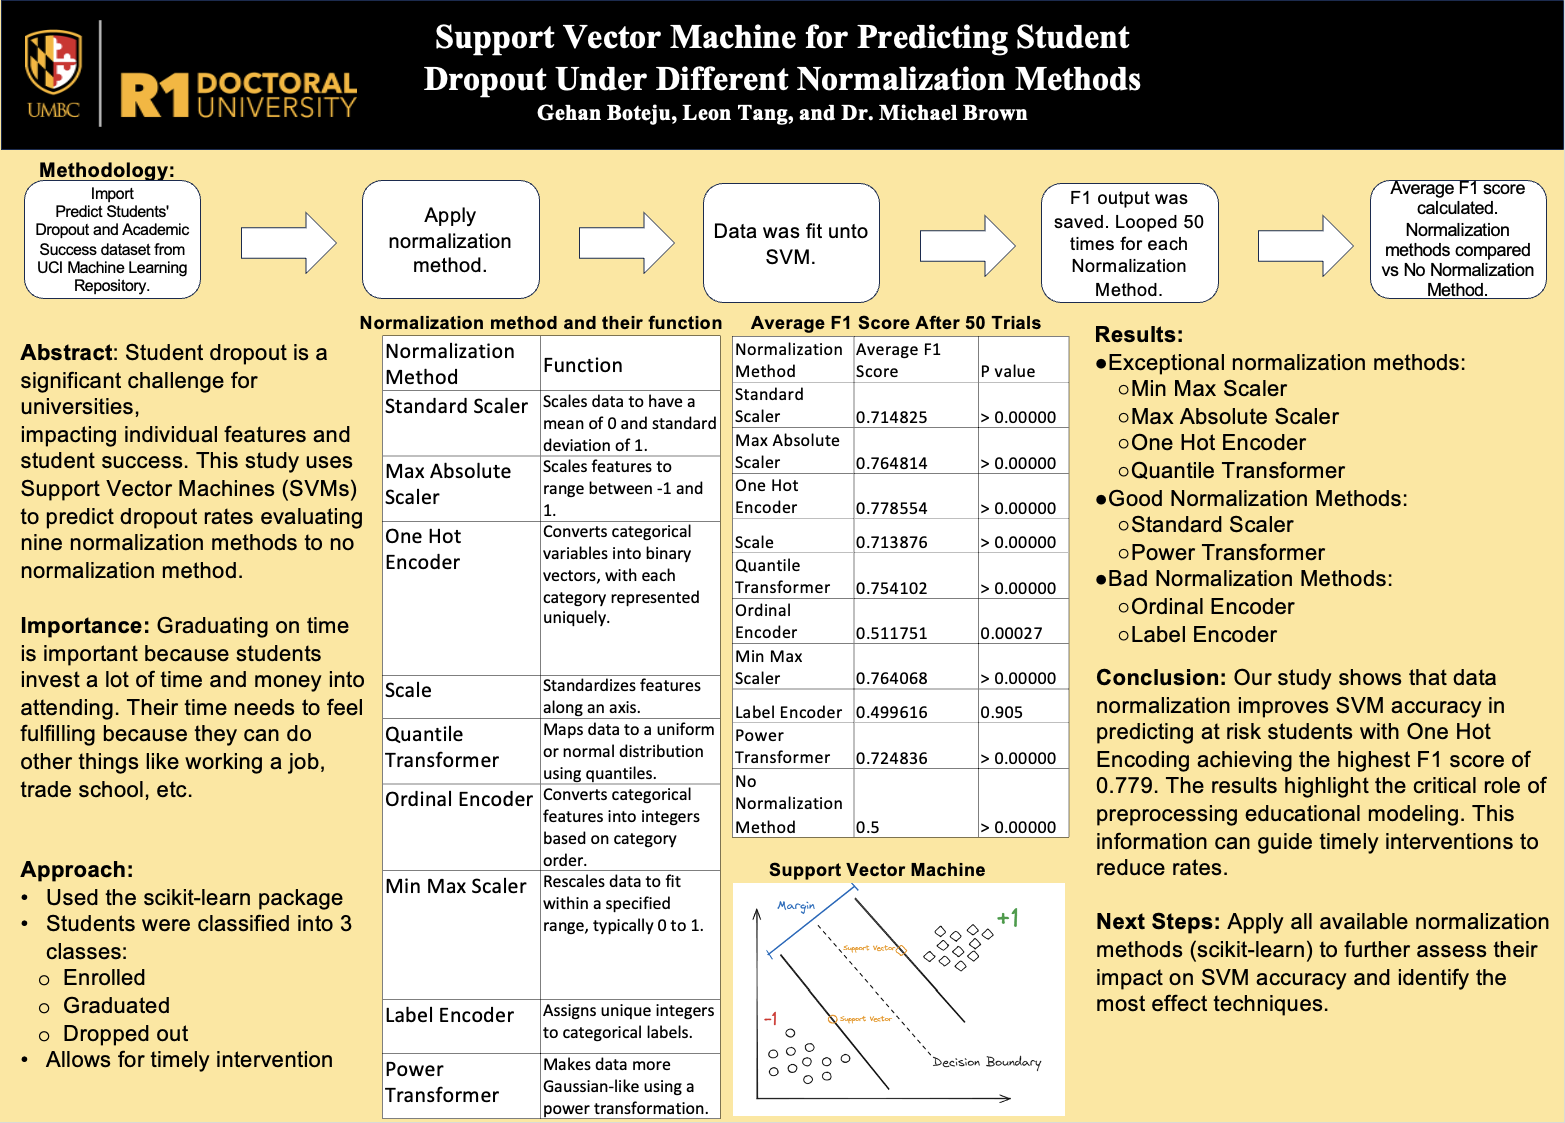 UMBC
R1 DOCTORAL
UNIVERSITY
Support Vector Machine for Predicting Student
Dropout Under Different Normalization Methods
Gehan Boteju, Leon Tang, and Dr. Michael Brown
Methodology:
Import
Predict Students'
Dropout and Academic
Success dataset from
UCI Machine Learning
Repository.
Apply
normalization
method.
Data was fit unto
SVM.
F1 output was
saved. Looped 50
times for each
Normalization
Method.
Average F1 score
calculated.
Normalization
methods compared
vs No Normalization
Method.
Abstract: Student dropout is a
significant challenge for
universities,
impacting individual features and
student success. This study uses
Support Vector Machines (SVMs)
to predict dropout rates evaluating
nine normalization methods to no
normalization method.
Importance: Graduating on time
is important because students
invest a lot of time and money into
attending. Their time needs to feel
fulfilling because they can do
other things like working a job,
trade school, etc.
Approach:
• Used the scikit-learn package
• Students were classified into 3
classes:
o Enrolled
o Graduated
o Dropped out
• Allows for timely intervention
Normalization method and their function
Normalization
Method
Function
Standard Scaler
Scales data to have a
mean of 0 and standard
deviation of 1.
Max Absolute
Scaler
Scales features to
range between -1 and
1.
One Hot
Encoder
Converts categorical
variables into binary
vectors, with each
category represented
uniquely.
Scale
Standardizes features
along an axis.
Quantile
Transformer
Maps data to a uniform
or normal distribution
using quantiles.
Ordinal Encoder
Converts categorical
features into integers
based on category
order.
Min Max Scaler
Rescales data to fit
within a specified
range, typically 0 to 1.
Label Encoder
Assigns unique integers
to categorical labels.
Power
Transformer
Makes data more
Gaussian-like using a
power transformation.
Average F1 Score After 50 Trials
Normalization
Method
Average F1
Score
P value
Standard
Scaler
0.714825
> 0.00000
Max Absolute
Scaler
0.764814
> 0.00000
One Hot
Encoder
0.778554
> 0.00000
Scale
0.713876
> 0.00000
Quantile
Transformer
0.754102
> 0.00000
Ordinal
Encoder
0.511751
0.00027
Min Max
Scaler
0.764068
> 0.00000
Label Encoder
0.499616
0.905
Power
Transformer
0.724836
> 0.00000
No
Normalization
Method
0.5
> 0.00000
Support Vector Machine
Margin
+1
Support Vector
-1
Support Vector
Decision Boundary
Results:
●Exceptional normalization methods:
○Min Max Scaler
○Max Absolute Scaler
○One Hot Encoder
○Quantile Transformer
●Good Normalization Methods:
○Standard Scaler
○Power Transformer
●Bad Normalization Methods:
○Ordinal Encoder
○Label Encoder
Conclusion: Our study shows that data
normalization improves SVM accuracy in
predicting at risk students with One Hot
Encoding achieving the highest F1 score of
0.779. The results highlight the critical role of
preprocessing educational modeling. This
information can guide timely interventions to
reduce rates.
Next Steps: Apply all available normalization
methods (scikit-learn) to further assess their
impact on SVM accuracy and identify the
most effect techniques.